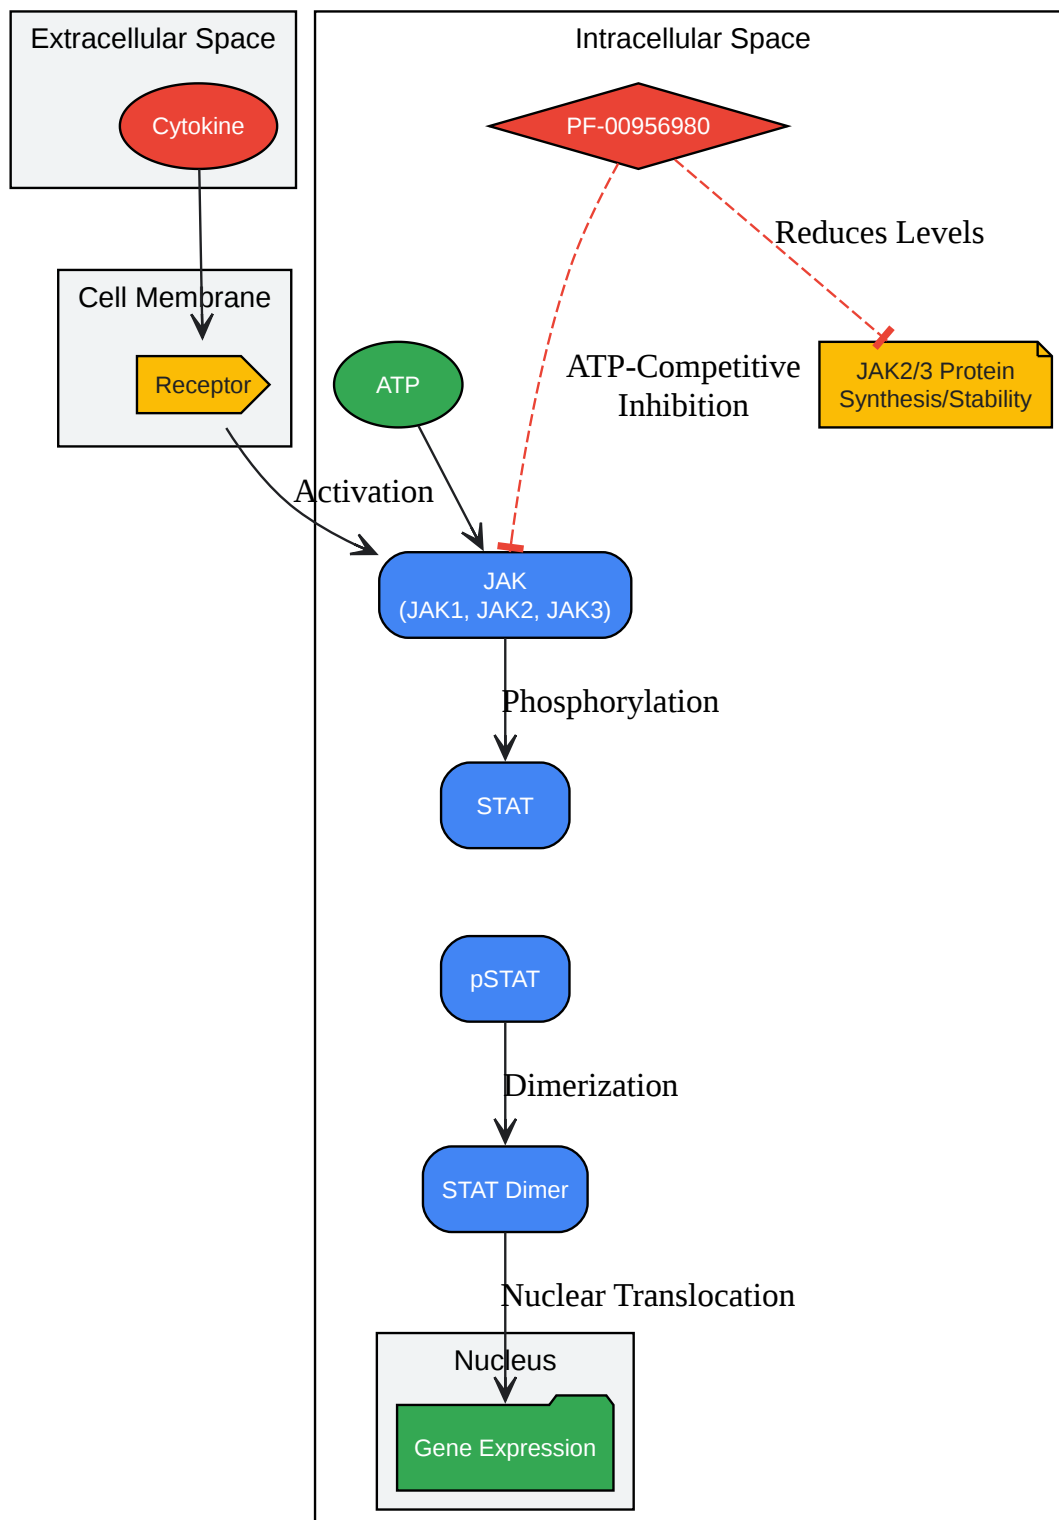 Extracellular Space
Intracellular Space
Cytokine
PF-00956980
Reduces Levels
Cell Membrane
Receptor
ATP
ATP-Competitive
Inhibition
JAK2/3 Protein
Synthesis/Stability
Activation
JAK
(JAK1, JAK2, JAK3)
Phosphorylation
STAT
pSTAT
Dimerization
STAT Dimer
Nuclear Translocation
Nucleus
Gene Expression